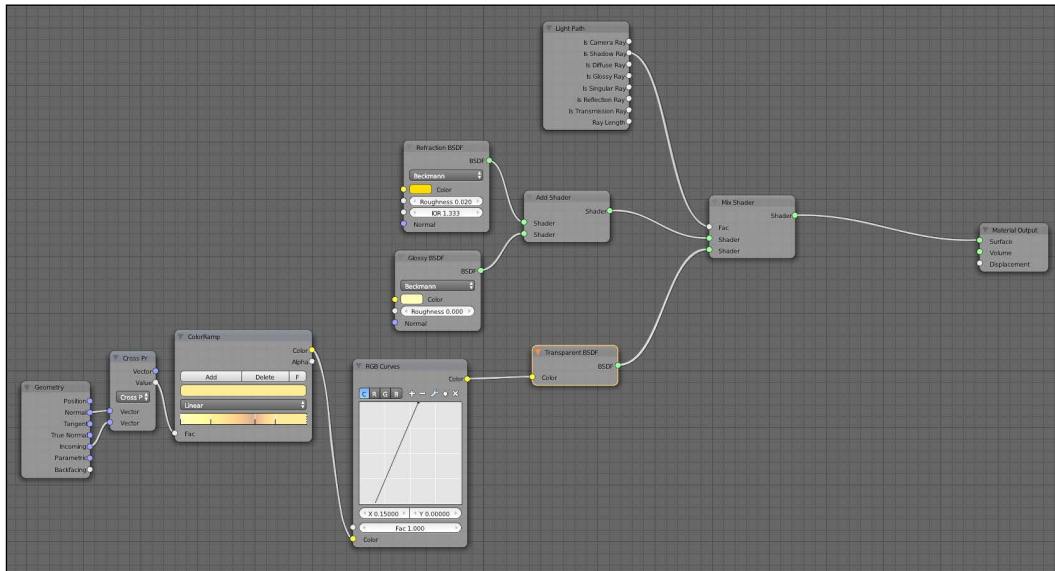 Light Path
Is Camera Ray
Is Shadow Ray
Is Diffuse Ray
Is Glossy Ray
Is Singular Ray
Is Reflection Ray
Is Transmission Ray
Ray Length
Refraction BSDF
BSDF
Beckmann
Color
Roughness 0.020
IOR 1.333
Normal
Add Shader
Shader
Shader
Shader
Mix Shader
Shader
Fac
Shader
Shader
Material Output
Surface
Volume
Displacement
Glossy BSDF
BSDF
Beckmann
Color
Roughness 0.000
Normal
Transparent BSDF
BSDF
Color
ColorRamp
Color
Alpha
Add Delete F
Linear
Fac
RGB Curves
Color
C R G B
X 0.15000 Y 0.00000
Fac 1.000
Color
Cross Pr
Vector
Value
Cross P
Vector
Vector
Geometry
Position
Normal
Tangent
True Normal
Incoming
Parametric
Backfacing